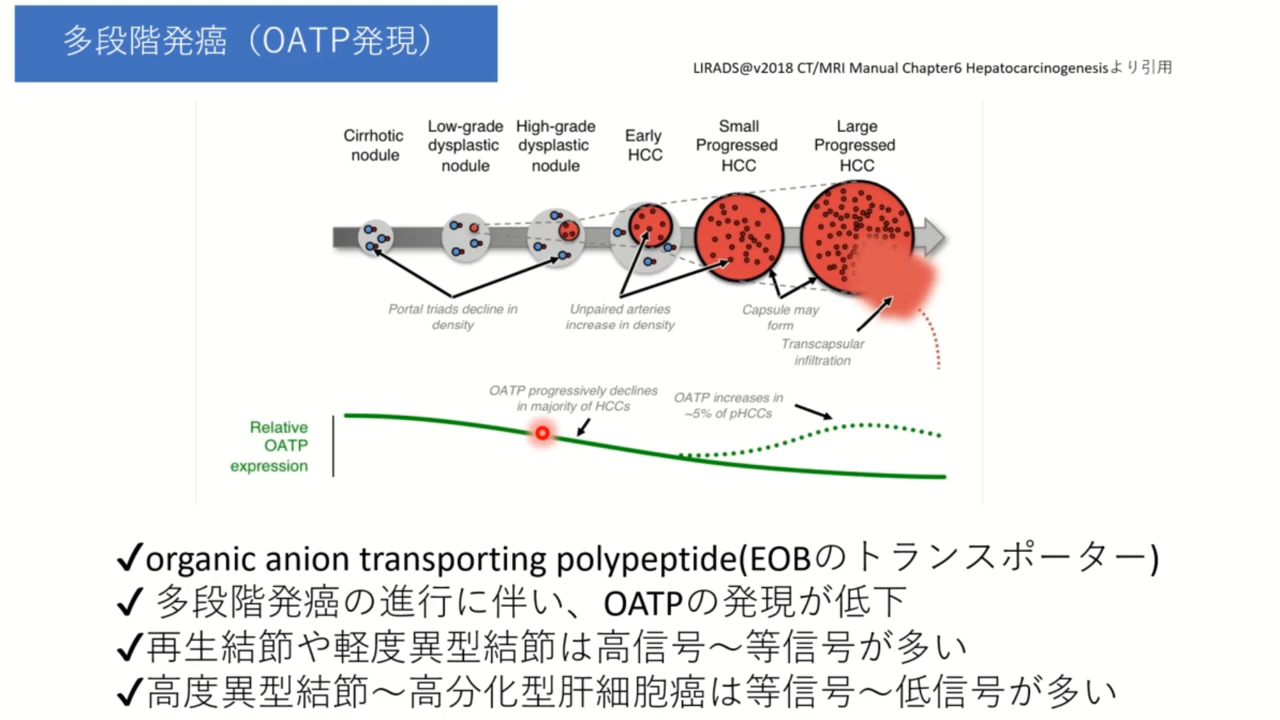 多段階発癌（OATP発現）
LIRADS@v2018 CT/MRI Manual Chapter6 Hepatocarcinogenesisより引用
Cirrhotic
nodule
Low-grade
dysplastic
nodule
High-grade
dysplastic
nodule
Early
HCC
Small
Progressed
HCC
Large
Progressed
HCC
Portal triads decline in
density
Unpaired arteries
increase in density
Capsule may
form
Transcapsular
infiltration
OATP progressively declines
in majority of HCCs
OATP increases in
~5% of pHCCs
Relative
OATP
expression
✓organic anion transporting polypeptide(EOBのトランスポーター)
✓ 多段階発癌の進行に伴い、OATPの発現が低下
✓再生結節や軽度異型結節は高信号～等信号が多い
✓高度異型結節～高分化型肝細胞癌は等信号～低信号が多い